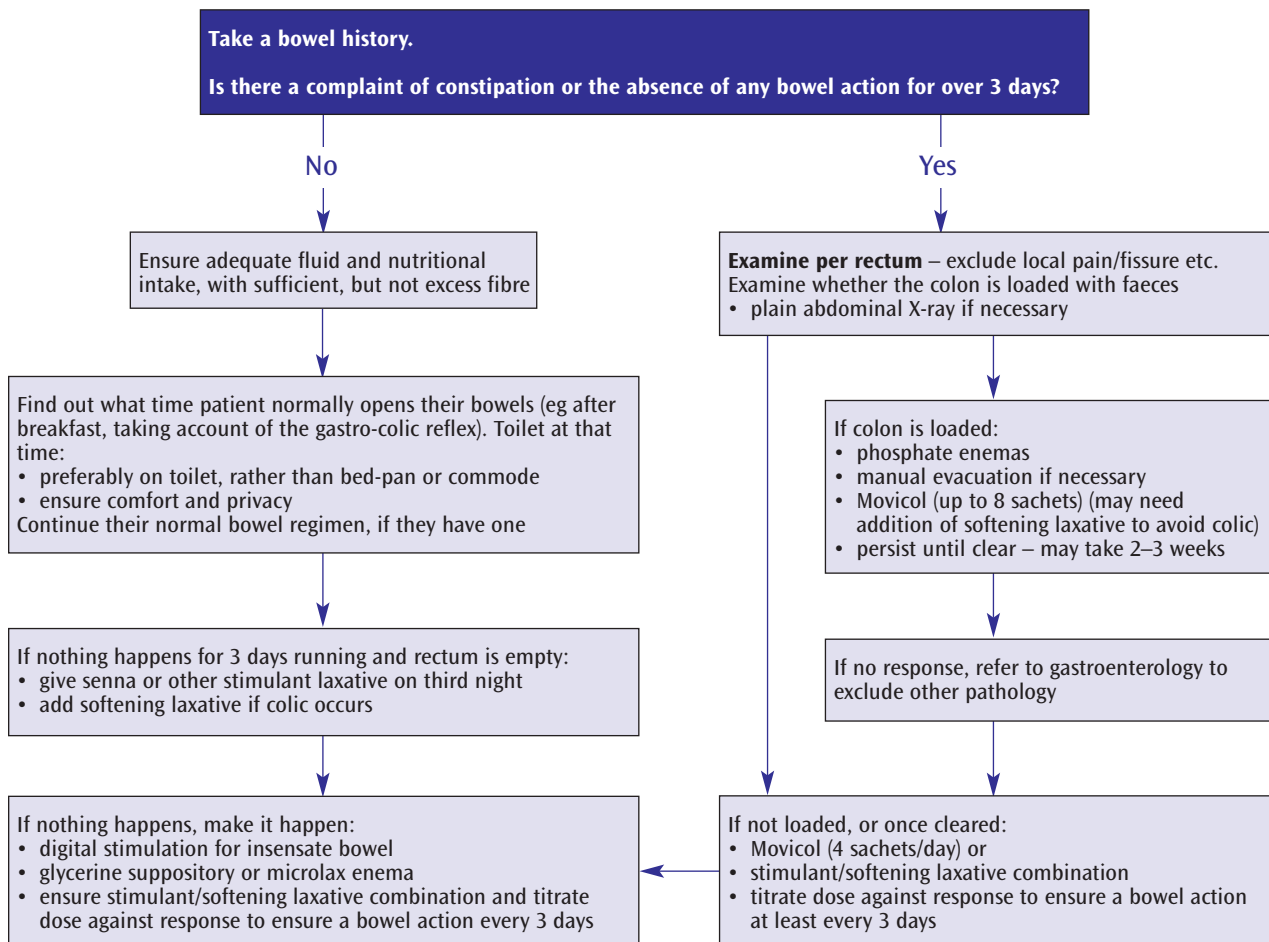 Take a bowel history.
Is there a complaint of constipation or the absence of any bowel action for over 3 days?
No
Yes
Ensure adequate fluid and nutritional
intake, with sufficient, but not excess fibre
Find out what time patient normally opens their bowels (eg after
breakfast, taking account of the gastro-colic reflex). Toilet at that
time:
• preferably on toilet, rather than bed-pan or commode
• ensure comfort and privacy
Continue their normal bowel regimen, if they have one
If nothing happens for 3 days running and rectum is empty:
• give senna or other stimulant laxative on third night
• add softening laxative if colic occurs
If nothing happens, make it happen:
• digital stimulation for insensate bowel
• glycerine suppository or microlax enema
• ensure stimulant/softening laxative combination and titrate
dose against response to ensure a bowel action every 3 days
Examine per rectum – exclude local pain/fissure etc.
Examine whether the colon is loaded with faeces
• plain abdominal X-ray if necessary
If colon is loaded:
• phosphate enemas
• manual evacuation if necessary
• Movicol (up to 8 sachets) (may need
addition of softening laxative to avoid colic)
• persist until clear – may take 2–3 weeks
If no response, refer to gastroenterology to
exclude other pathology
If not loaded, or once cleared:
• Movicol (4 sachets/day) or
• stimulant/softening laxative combination
• titrate dose against response to ensure a bowel action
at least every 3 days